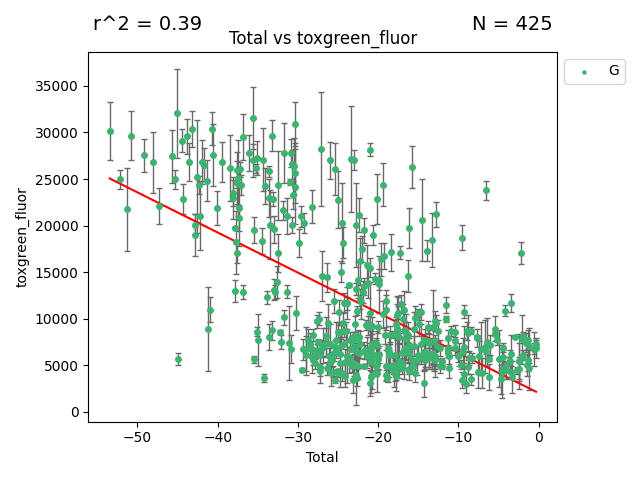 r^2 = 0.39
N = 425
Total vs toxgreen_fluor
G
toxgreen_fluor
35000
30000
25000
20000
15000
10000
5000
0
−50
−40
−30
−20
−10
0
Total